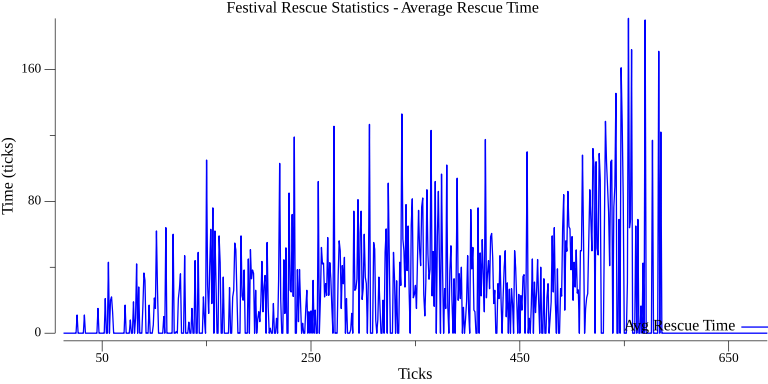 Festival Rescue Statistics - Average Rescue Time
Time (ticks)
160
80
0
Avg Rescue Time
50
250
450
650
Ticks